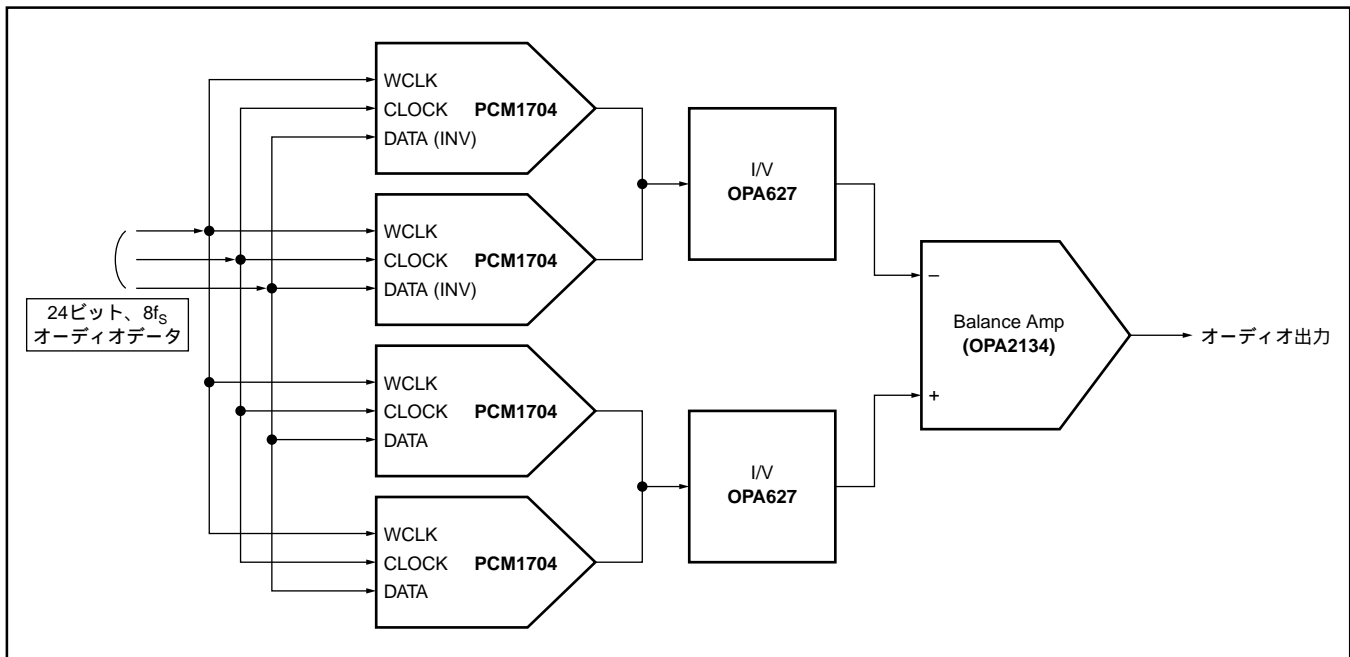 WCLK
CLOCK PCM1704
DATA (INV)
WCLK
CLOCK PCM1704
DATA (INV)
WCLK
CLOCK PCM1704
DATA
WCLK
CLOCK PCM1704
DATA
24ビット、8fS
オーディオデータ
I/V
OPA627
I/V
OPA627
−
Balance Amp
(OPA2134)
+
オーディオ出力